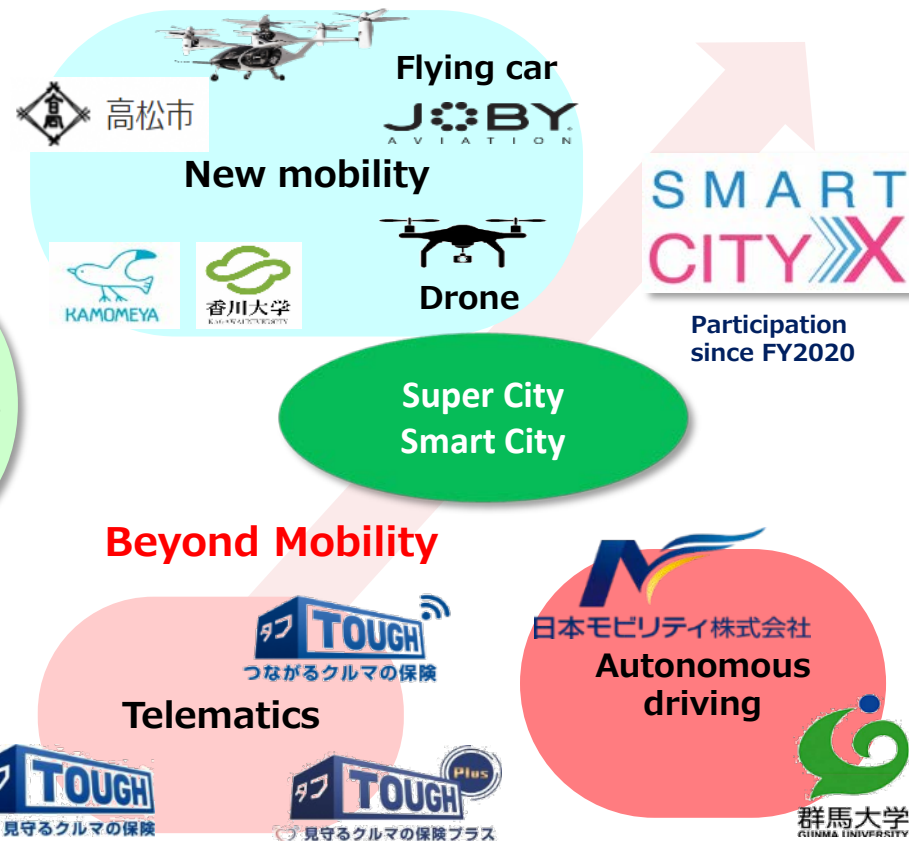 Flying car
高松市
JOBY
AVIATION
New mobility
SMART
CITY X
KAMOMEYA
香川大学
KAGAWA UNIVERSITY
Drone
Participation
since FY2020
Super City
Smart City
Beyond Mobility
日本モビリティ株式会社
タフ TOUGH
つながるクルマの保険
Autonomous
driving
Telematics
TOUGH
見守るクルマの保険
タフ TOUGH Plus
見守るクルマの保険プラス
群馬大学
GUNMA UNIVERSITY